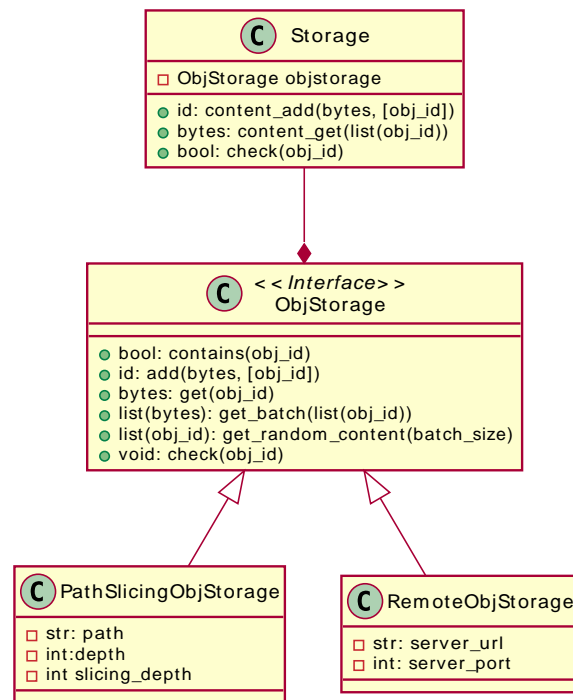 C Storage
ObjStorage objstorage
id: content_add(bytes, [obj_id])
bytes: content_get(list(obj_id))
bool: check(obj_id)
C <<Interface>>
ObjStorage
bool: contains(obj_id)
id: add(bytes, [obj_id])
bytes: get(obj_id)
list(bytes): get_batch(list(obj_id))
list(obj_id): get_random_content(batch_size)
void: check(obj_id)
C PathSlicingObjStorage
str: path
int:depth
int slicing_depth
C RemoteObjStorage
str: server_url
int: server_port